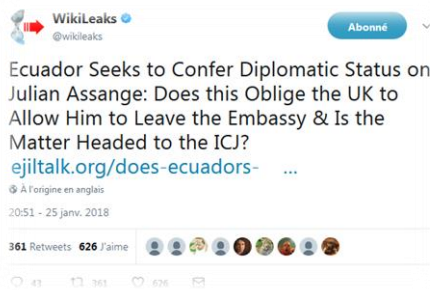 WikiLeaks
@wikileaks
Abonné
Ecuador Seeks to Confer Diplomatic Status on
Julian Assange: Does this Oblige the UK to
Allow Him to Leave the Embassy & Is the
Matter Headed to the ICJ?
ejiltalk.org/does-ecuadors- ...
À l'origine en anglais
20:51 - 25 janv. 2018
361 Retweets 626 J'aime
43 361 626